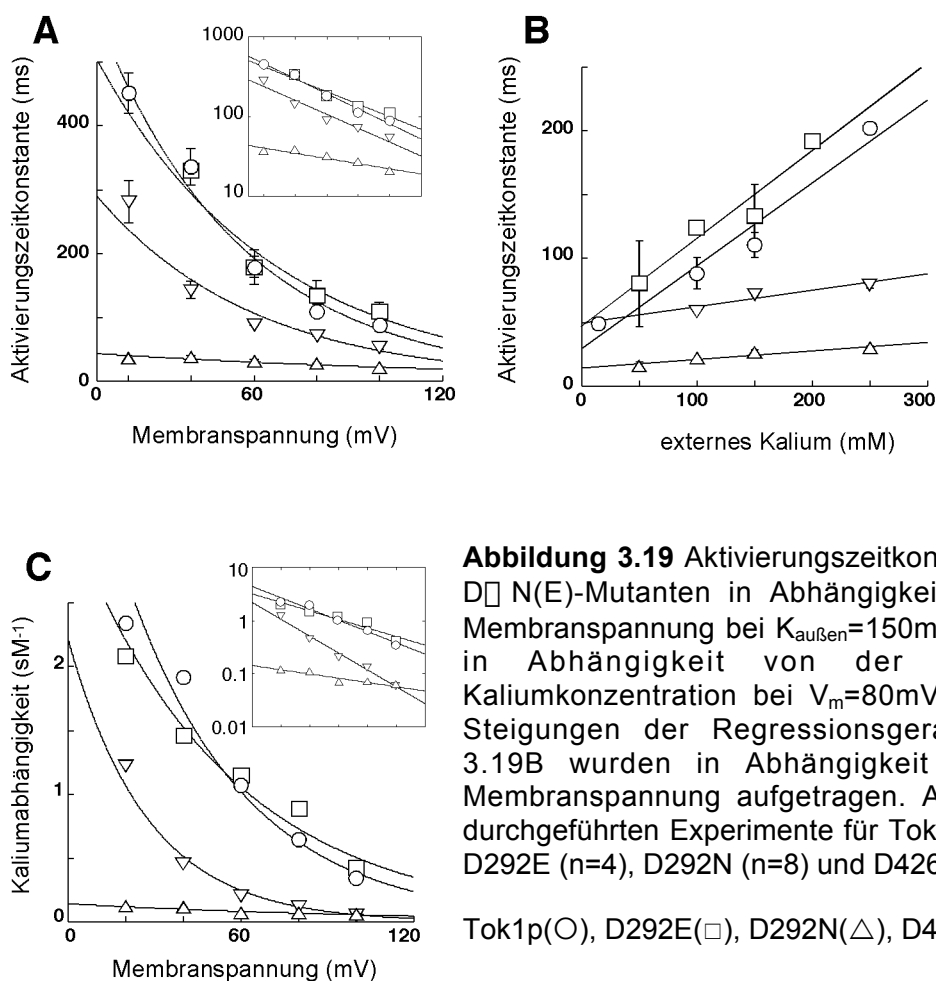 A
B
Aktivierungszeitkonstante (ms)
400
200
0
0
60
120
Membranspannung (mV)
1000
100
10
Aktivierungszeitkonstante (ms)
200
100
0
0
100
200
300
externes Kalium (mM)
C
Kaliumabhängigkeit (sM⁻¹)
2
1
0
0
60
120
Membranspannung (mV)
10
1
0.1
0.01
Abbildung 3.19 Aktivierungszeitkon
D□ N(E)-Mutanten in Abhängigkei
Membranspannung bei Kaußen=150m
in Abhängigkeit von der
Kaliumkonzentration bei Vm=80mV
Steigungen der Regressionsgera
3.19B wurden in Abhängigkeit
Membranspannung aufgetragen. A
durchgeführten Experimente für Tok
D292E (n=4), D292N (n=8) und D426
Tok1p(○), D292E(□), D292N(△), D4